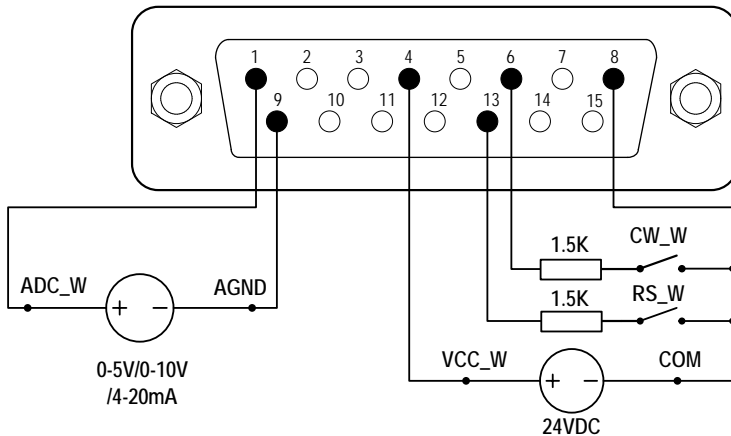 1 2 3 4 5 6 7 8
9 10 11 12 13 14 15
1.5K CW_W
ADC_W + − AGND
1.5K RS_W
0-5V/0-10V
/4-20mA
VCC_W + − COM
24VDC